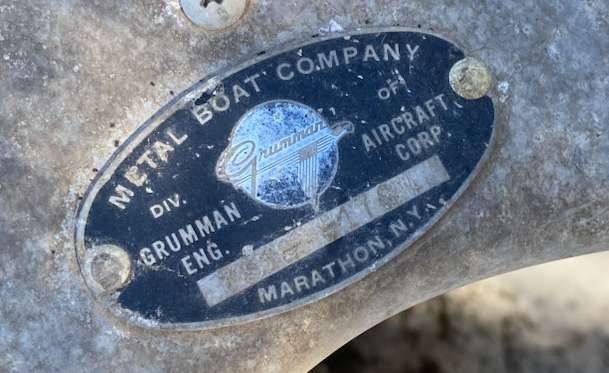 METAL BOAT COMPANY
DIV. OF
Grumman
GRUMMAN AIRCRAFT
ENG. CORP.
MARATHON, N.Y.